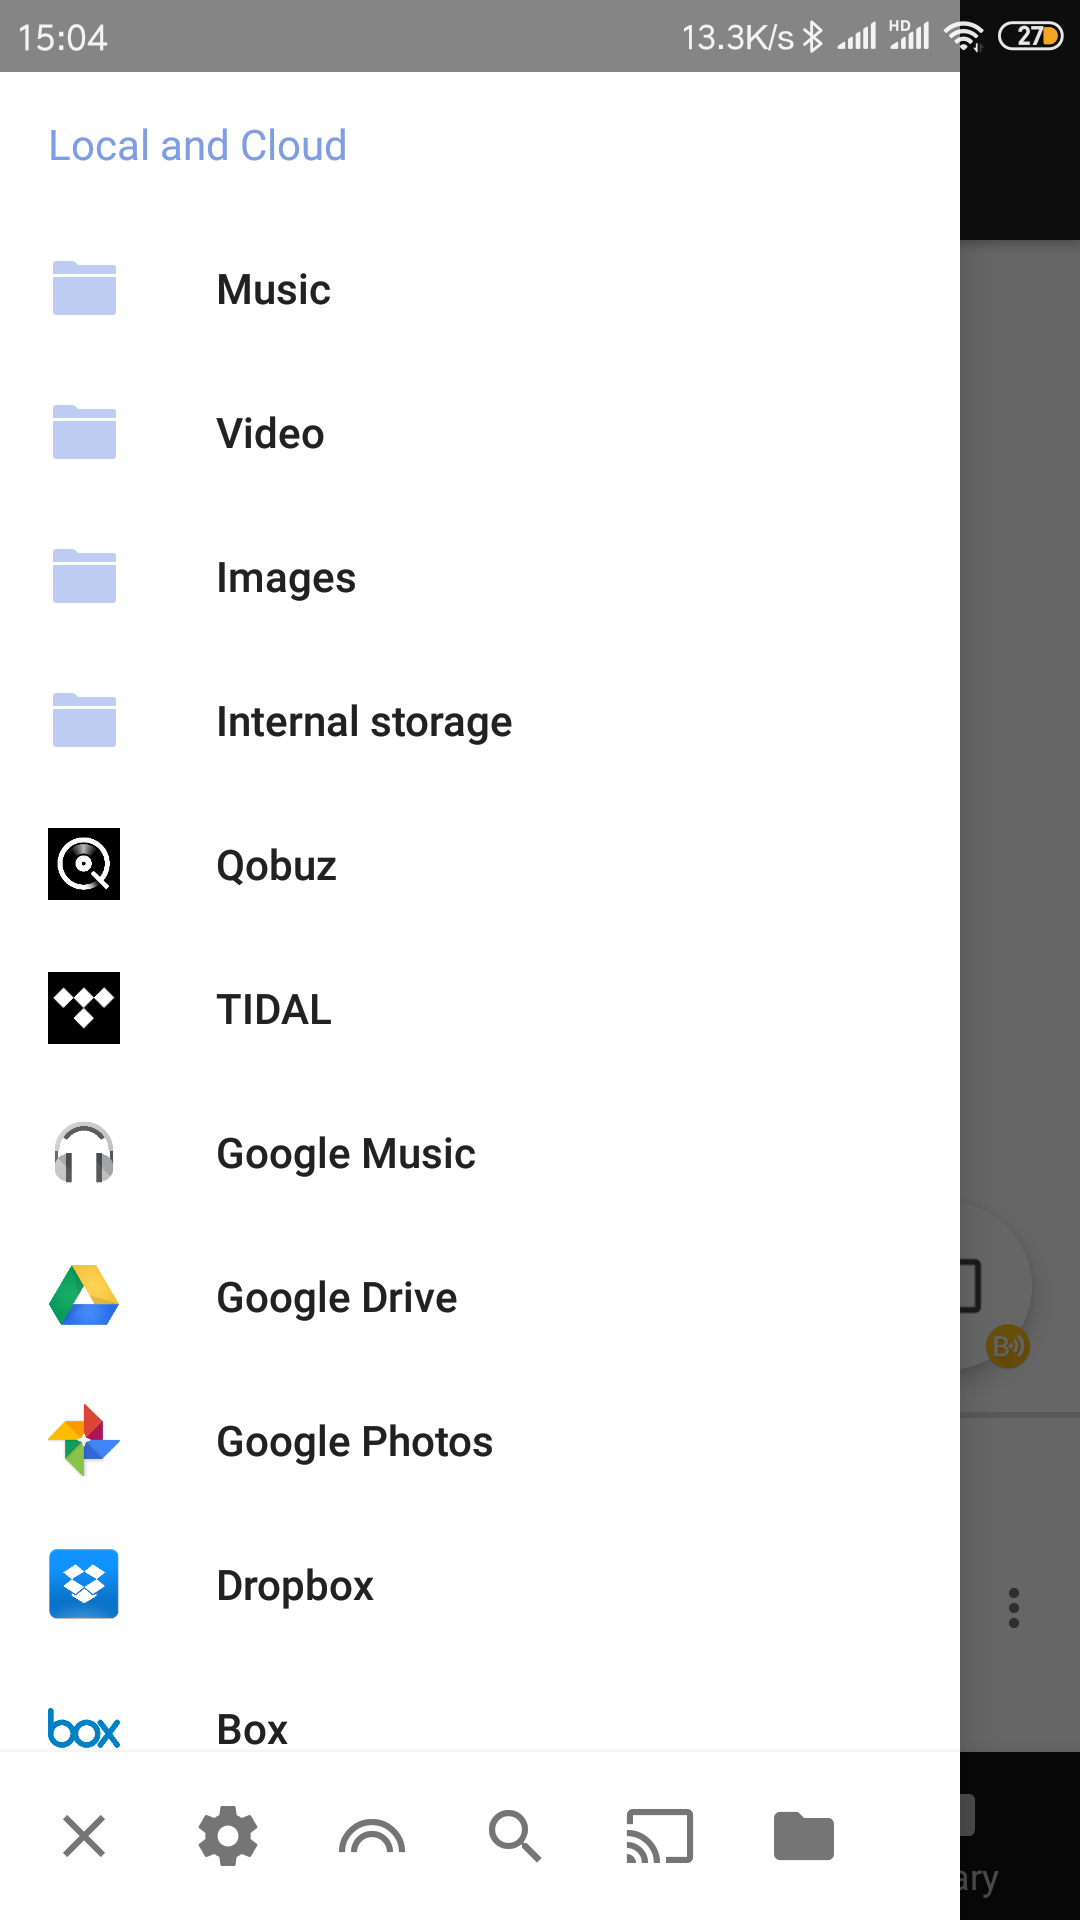 15:04 13.3K/s HD 27
Local and Cloud
Music
Video
Images
Internal storage
Qobuz
TIDAL
Google Music
Google Drive
Google Photos
B
Dropbox
box Box
ary